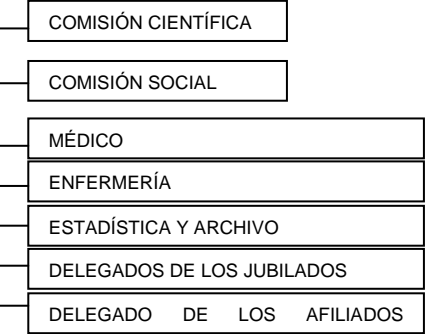 COMISIÓN CIENTÍFICA
COMISIÓN SOCIAL
MÉDICO
ENFERMERÍA
ESTADÍSTICA Y ARCHIVO
DELEGADOS DE LOS JUBILADOS
DELEGADO DE LOS AFILIADOS